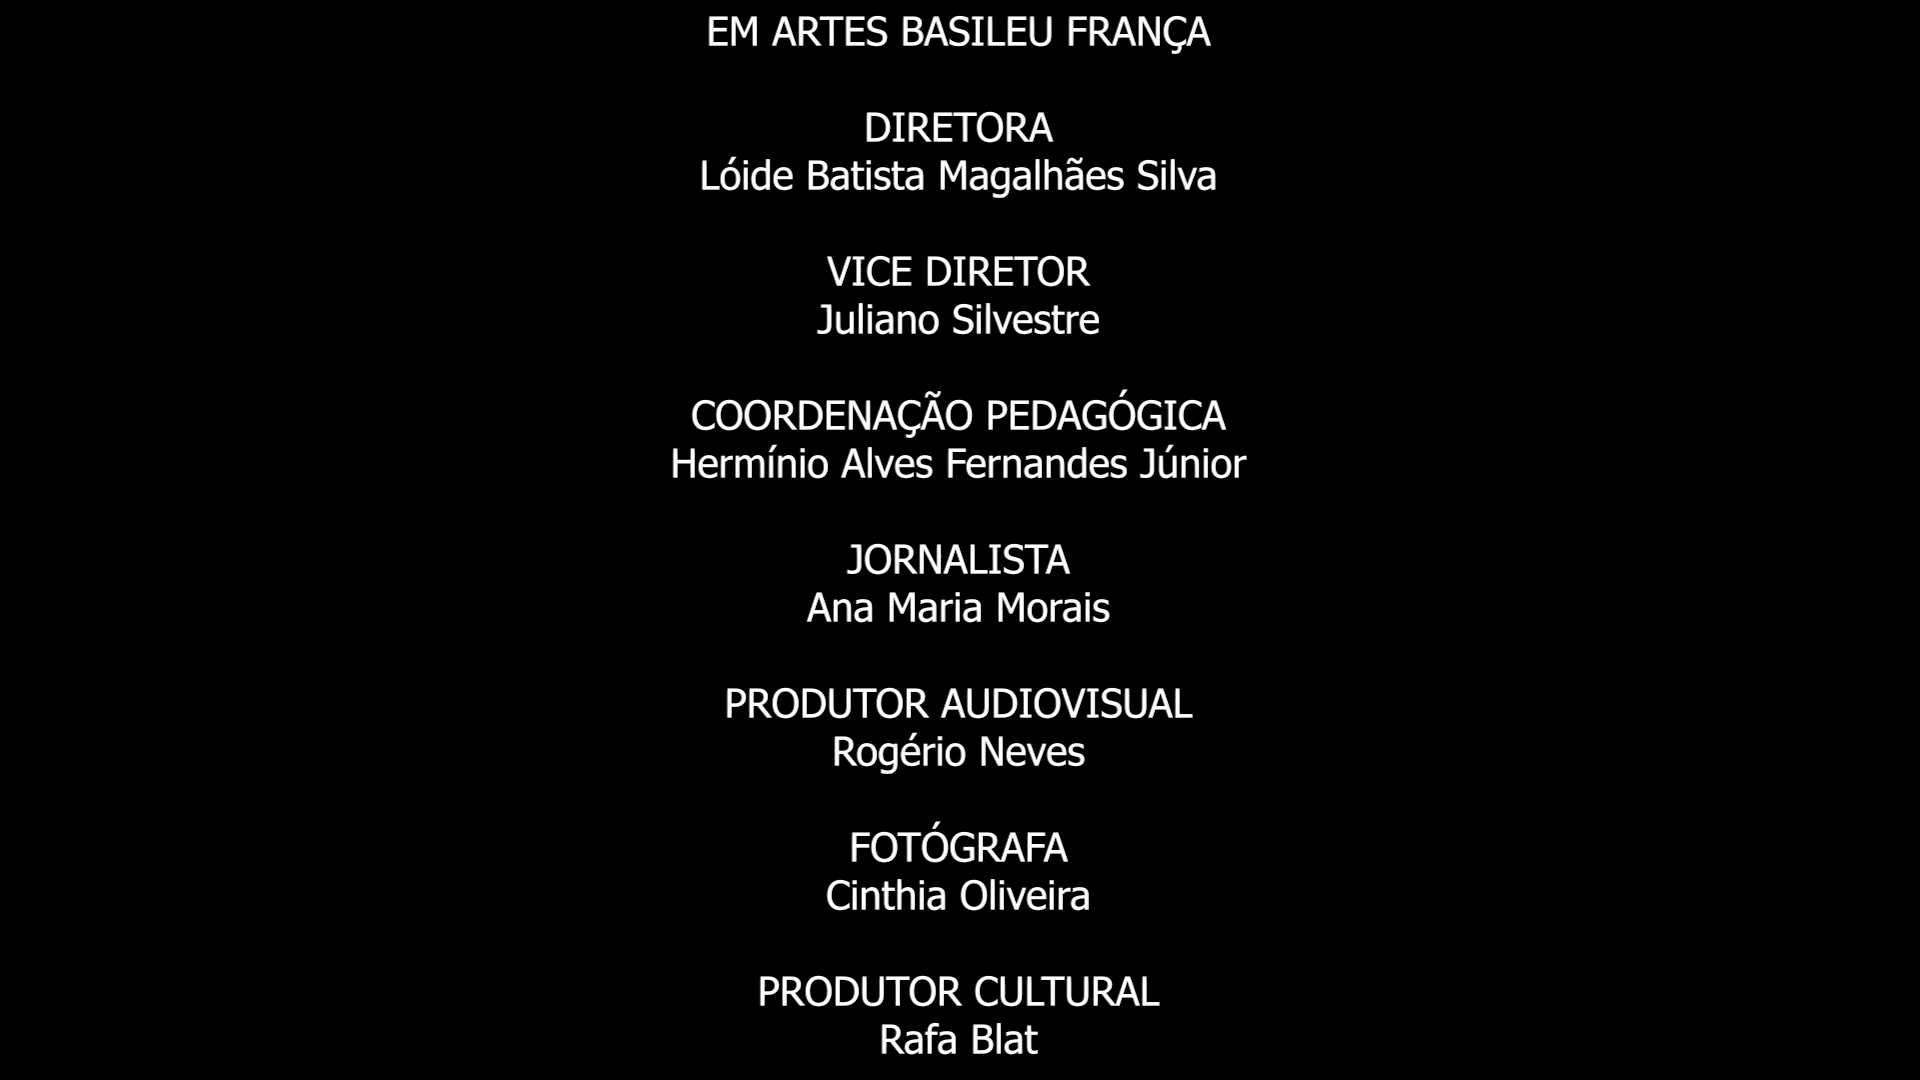 EM ARTES BASILEU FRANÇA
DIRETORA
Lóide Batista Magalhães Silva
VICE DIRETOR
Juliano Silvestre
COORDENAÇÃO PEDAGÓGICA
Hermínio Alves Fernandes Júnior
JORNALISTA
Ana Maria Morais
PRODUTOR AUDIOVISUAL
Rogério Neves
FOTÓGRAFA
Cinthia Oliveira
PRODUTOR CULTURAL
Rafa Blat